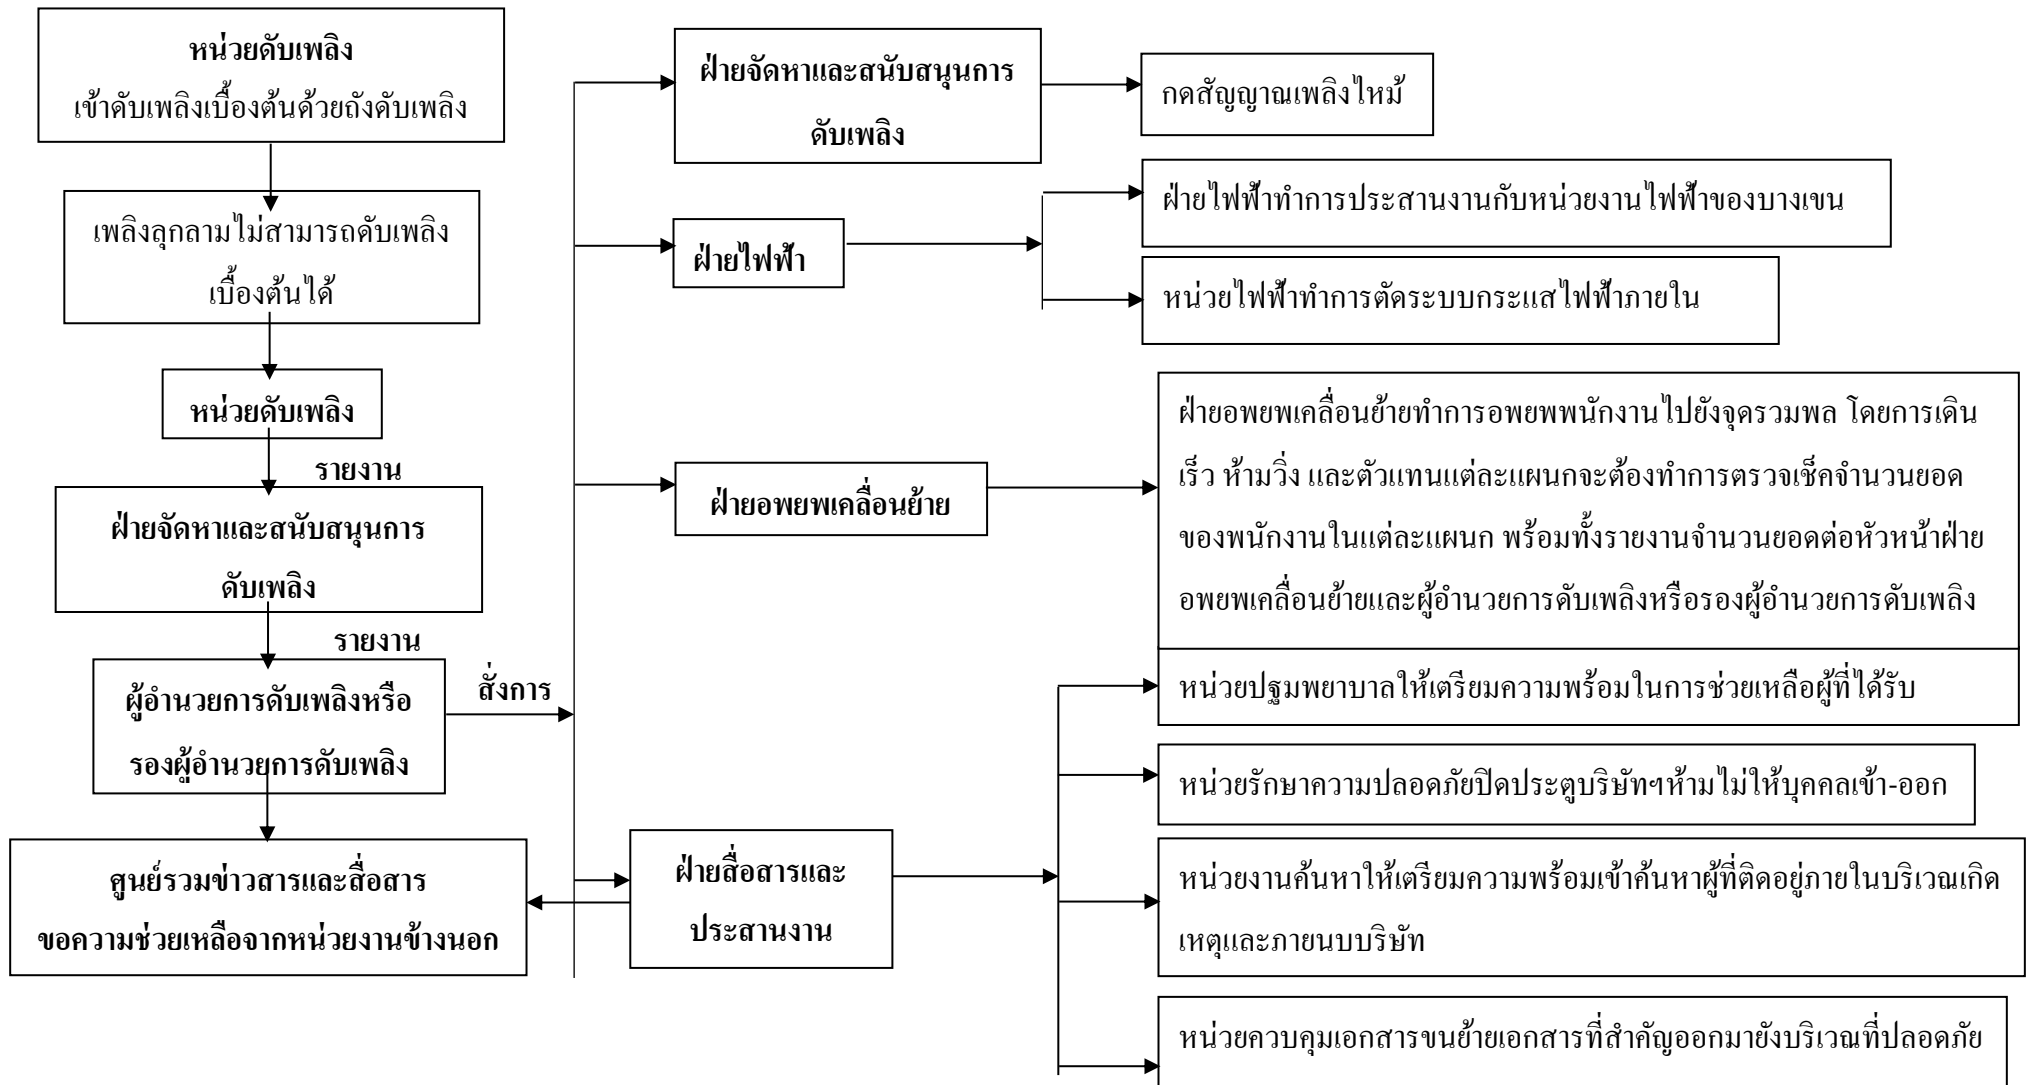 หน่วยดับเพลิง
เข้าดับเพลิงเบื้องต้นด้วยถังดับเพลิง
เพลิงลุกลามไม่สามารถดับเพลิง
เบื้องต้นได้
หน่วยดับเพลิง
รายงาน
ฝ่ายจัดหาและสนับสนุนการ
ดับเพลิง
รายงาน
ผู้อำนวยการดับเพลิงหรือ
รองผู้อำนวยการดับเพลิง
สั่งการ
ศูนย์รวมข่าวสารและสื่อสาร
ขอความช่วยเหลือจากหน่วยงานข้างนอก
ฝ่ายจัดหาและสนับสนุนการ
ดับเพลิง
กดสัญญาณเพลิงไหม้
ฝ่ายไฟฟ้า
ฝ่ายไฟฟ้าทำการประสานงานกับหน่วยงานไฟฟ้าของบางเขน
หน่วยไฟฟ้าทำการตัดระบบกระแสไฟฟ้าภายใน
ฝ่ายอพยพเคลื่อนย้าย
ฝ่ายอพยพเคลื่อนย้ายทำการอพยพพนักงานไปยังจุดรวมพล โดยการเดิน
เร็ว ห้ามวิ่ง และตัวแทนแต่ละแผนกจะต้องทำการตรวจเช็คจำนวนยอด
ของพนักงานในแต่ละแผนก พร้อมทั้งรายงานจำนวนยอดต่อหัวหน้าฝ่าย
อพยพเคลื่อนย้ายและผู้อำนวยการดับเพลิงหรือรองผู้อำนวยการดับเพลิง
ฝ่ายสื่อสารและ
ประสานงาน
หน่วยปฐมพยาบาลให้เตรียมความพร้อมในการช่วยเหลือผู้ที่ได้รับ
หน่วยรักษาความปลอดภัยปิดประตูบริษัทฯห้ามไม่ให้บุคคลเข้า-ออก
หน่วยงานค้นหาให้เตรียมความพร้อมเข้าค้นหาผู้ที่ติดอยู่ภายในบริเวณเกิด
เหตุและภายนบบริษัท
หน่วยควบคุมเอกสารขนย้ายเอกสารที่สำคัญออกมายังบริเวณที่ปลอดภัย